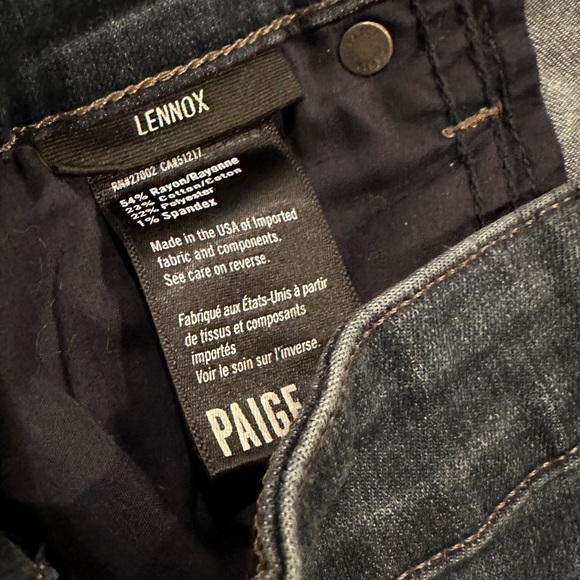 LENNOX
RN#27002 CA#51217
54% Rayon/Rayonne
23% Cotton/Coton
22% Polyester
1% Spandex
Made in the USA of Imported
fabric and components.
See care on reverse.
Fabriqué aux États-Unis à partir
de tissus et composants
importés
Voir le soin sur l'inverse.
PAIGE